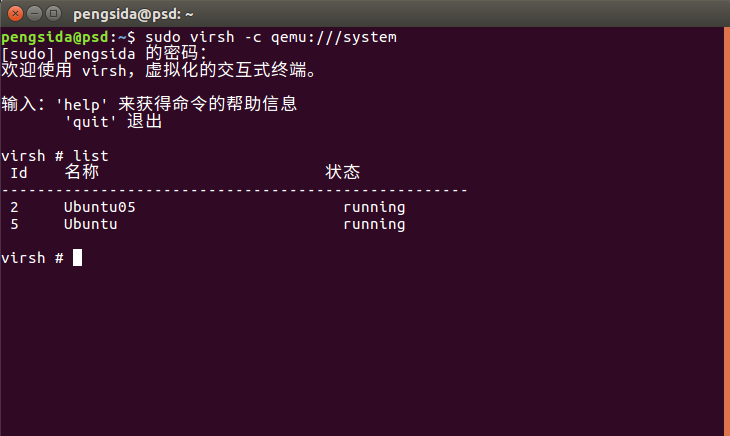 pengsida@psd: ~
pengsida@psd:~$ sudo virsh -c qemu:///system
[sudo] pengsida 的密码：
欢迎使用 virsh，虚拟化的交互式终端。
输入：'help' 来获得命令的帮助信息
'quit' 退出
virsh # list
Id 名称 状态
----------------------------------------------------
2 Ubuntu05 running
5 Ubuntu running
virsh #